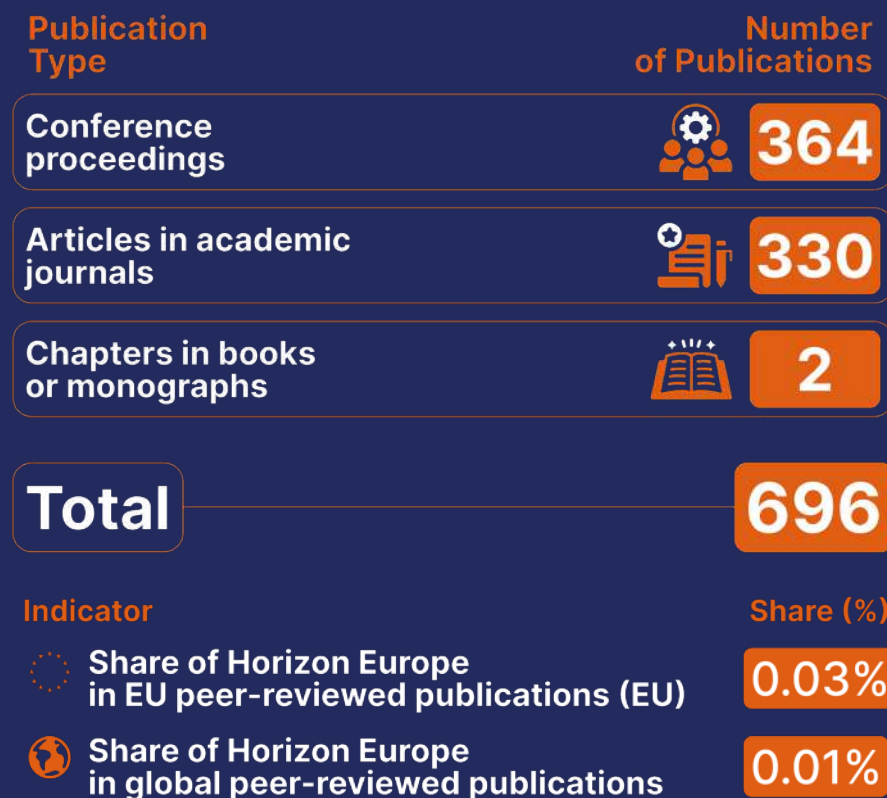 Publication Number
Type of Publications
Conference
proceedings
364
Articles in academic
journals
330
Chapters in books
or monographs
2
Total 696
Indicator Share (%)
Share of Horizon Europe
in EU peer-reviewed publications (EU)
0.03%
Share of Horizon Europe
in global peer-reviewed publications
0.01%